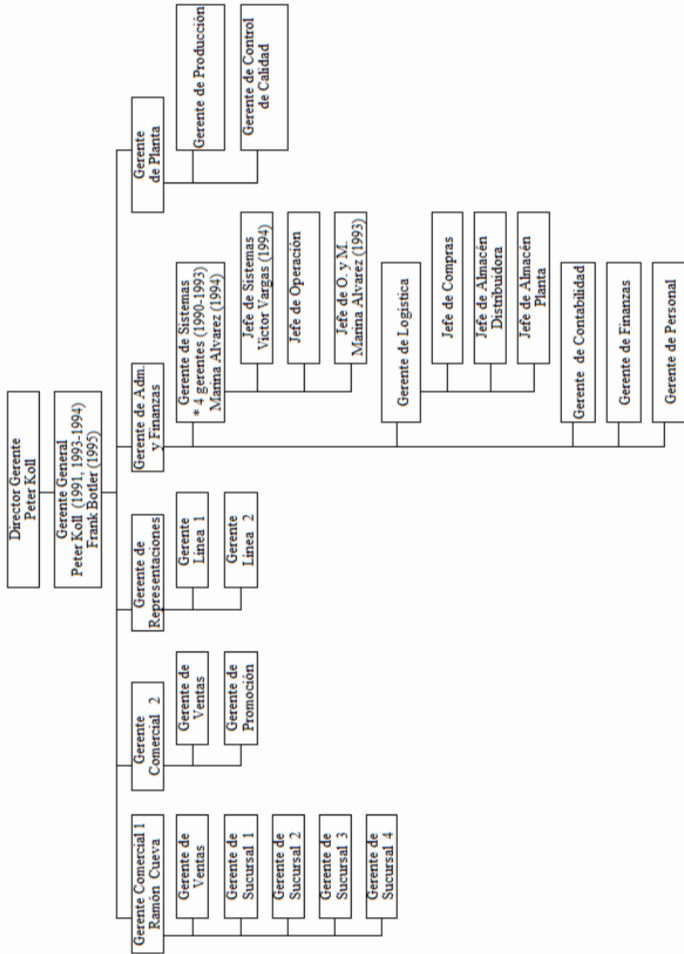 Director Gerente
Peter Koll
Gerente General
Peter Koll (1991, 1993-1994)
Frank Botler (1995)
Gerente Comercial 1
Ramón Cueva
Gerente de
Ventas
Gerente de
Sucursal 1
Gerente de
Sucursal 2
Gerente de
Sucursal 3
Gerente de
Sucursal 4
Gerente
Comercial 2
Gerente de
Ventas
Gerente de
Promoción
Gerente de
Representaciones
Gerente
Línea 1
Gerente
Línea 2
Gerente de Adm.
y Finanzas
Gerente de Sistemas
* 4 gerentes (1990-1993)
Marina Alvarez (1994)
Jefe de Sistemas
Victor Vargas (1994)
Jefe de Operación
Jefe de O. y M.
Marina Alvarez (1993)
Gerente de Logística
Jefe de Compras
Jefe de Almacén
Distribuidora
Jefe de Almacén
Planta
Gerente de Contabilidad
Gerente de Finanzas
Gerente de Personal
Gerente
de Planta
Gerente de Producción
Gerente de Control
de Calidad